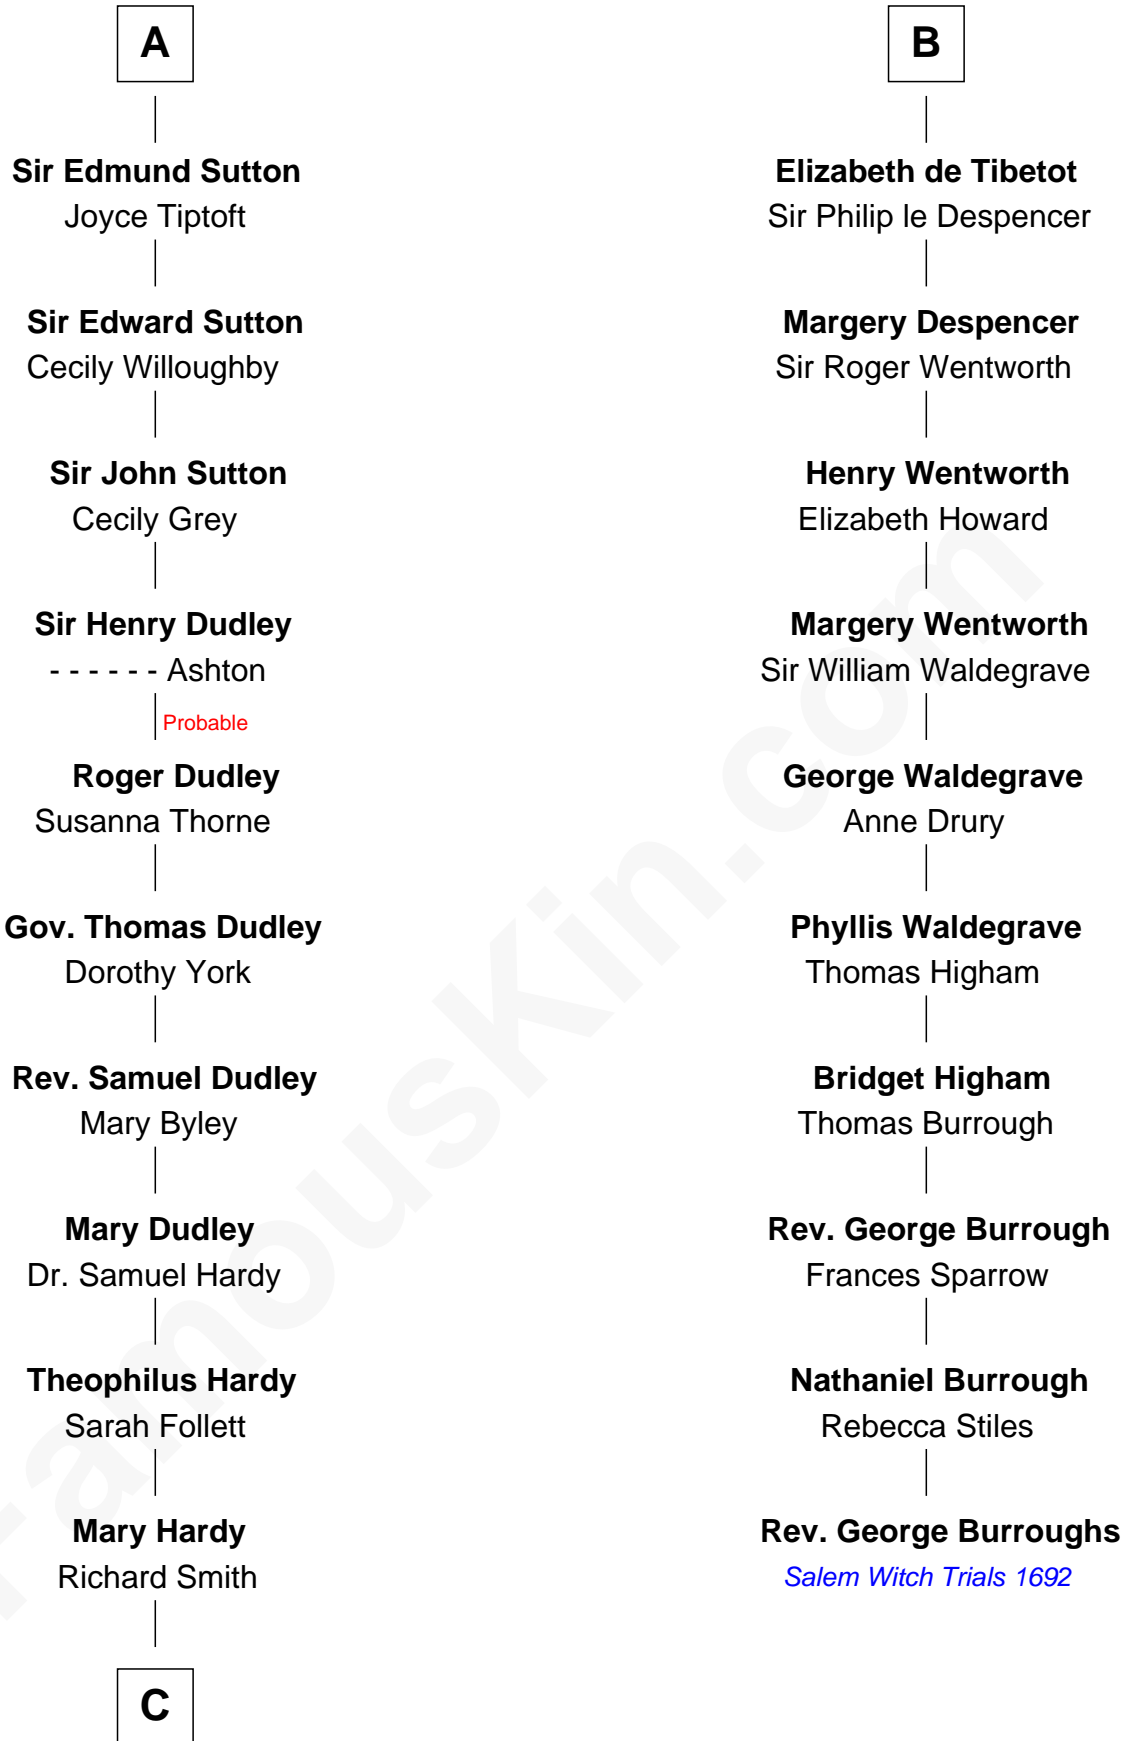 A
Sir Edmund Sutton
Joyce Tiptoft
Sir Edward Sutton
Cecily Willoughby
Sir John Sutton
Cecily Grey
Sir Henry Dudley
- - - - - - Ashton
Probable
Roger Dudley
Susanna Thorne
Gov. Thomas Dudley
Dorothy York
Rev. Samuel Dudley
Mary Byley
Mary Dudley
Dr. Samuel Hardy
Theophilus Hardy
Sarah Follett
Mary Hardy
Richard Smith
C
B
Elizabeth de Tibetot
Sir Philip le Despencer
Margery Despencer
Sir Roger Wentworth
Henry Wentworth
Elizabeth Howard
Margery Wentworth
Sir William Waldegrave
George Waldegrave
Anne Drury
Phyllis Waldegrave
Thomas Higham
Bridget Higham
Thomas Burrough
Rev. George Burrough
Frances Sparrow
Nathaniel Burrough
Rebecca Stiles
Rev. George Burroughs
Salem Witch Trials 1692
FamousKin.com